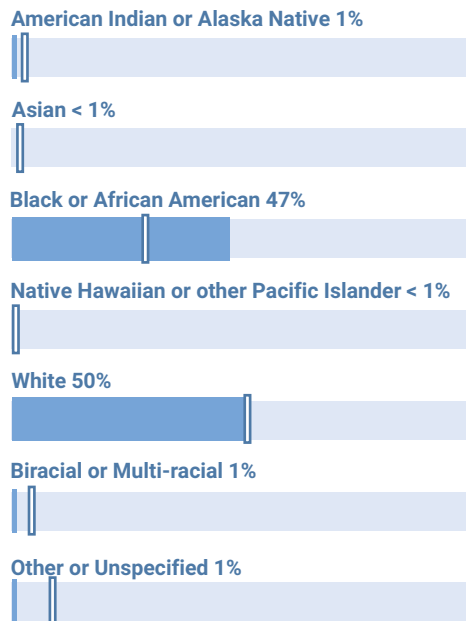 American Indian or Alaska Native 1%
Asian < 1%
Black or African American 47%
Native Hawaiian or other Pacific Islander < 1%
White 50%
Biracial or Multi-racial 1%
Other or Unspecified 1%